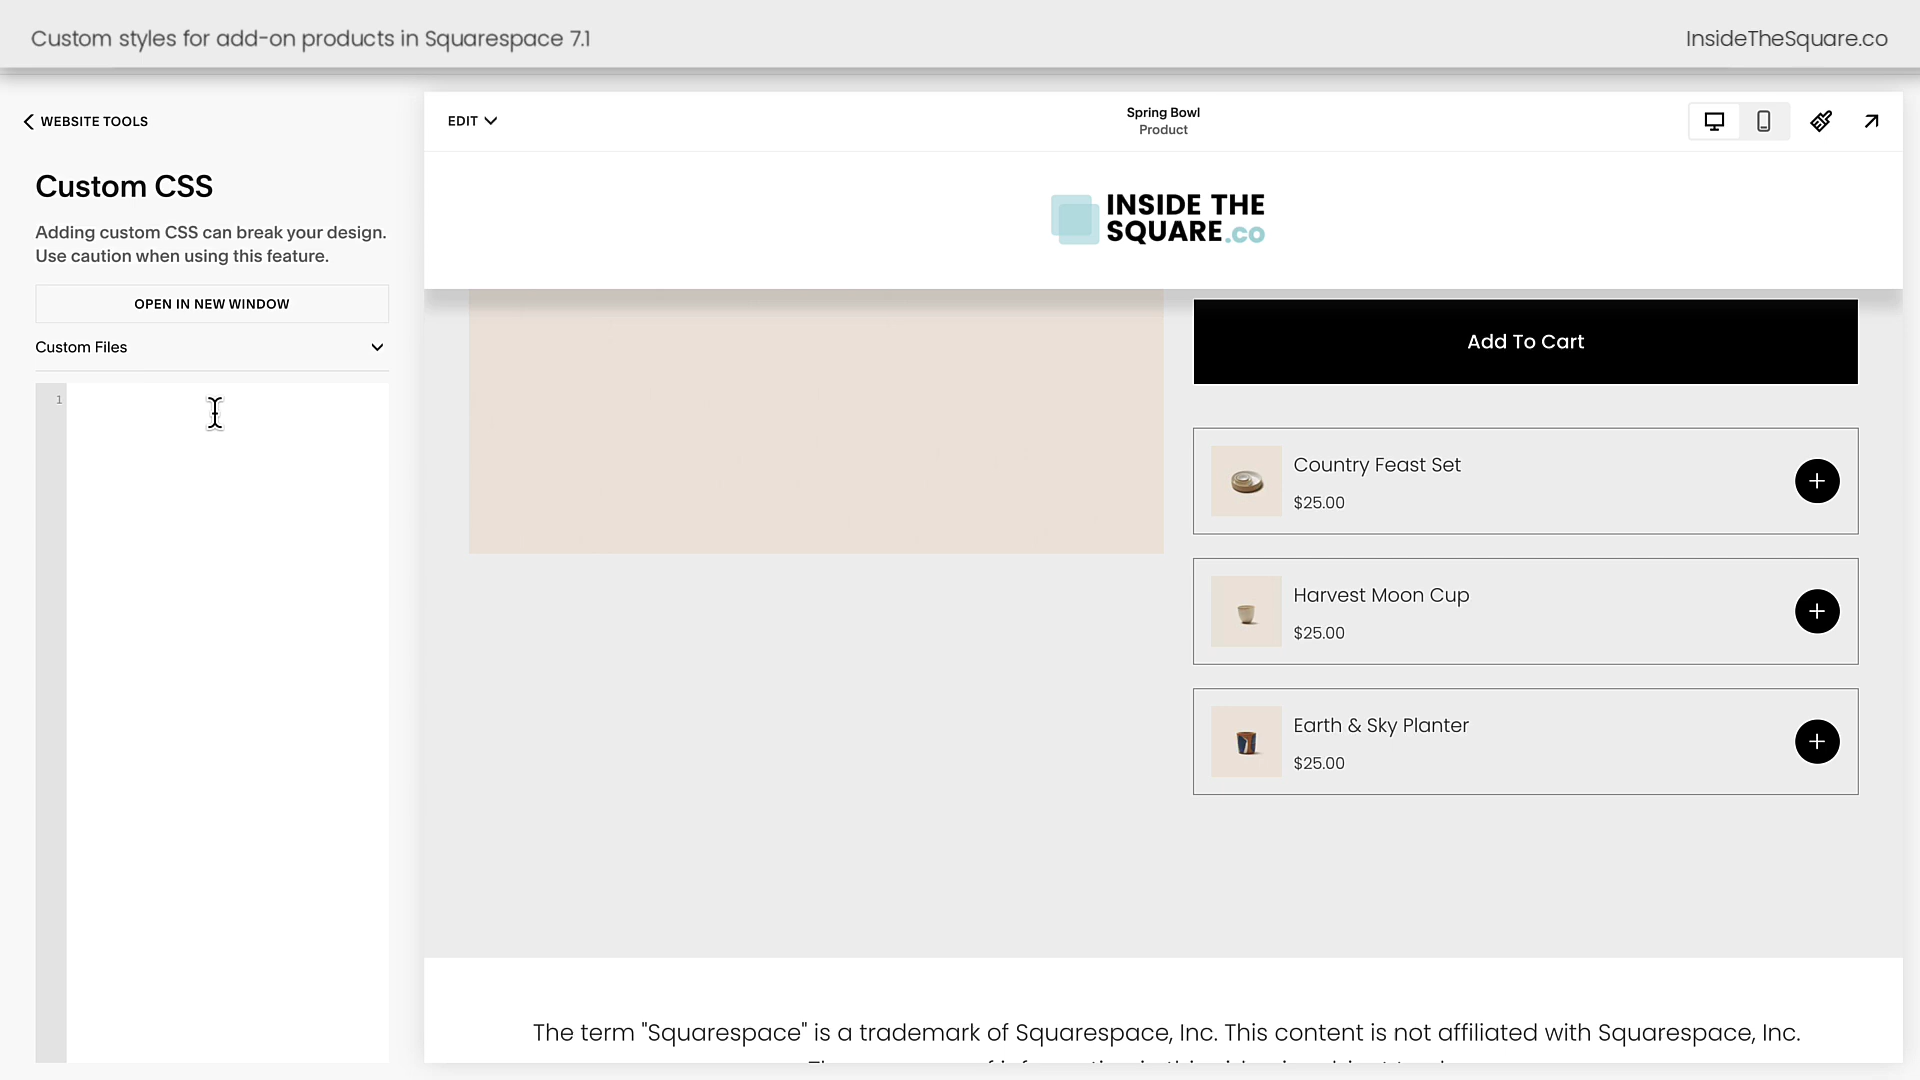 Custom styles for add-on products in Squarespace 7.1
InsideTheSquare.co
WEBSITE TOOLS
Custom CSS
Adding custom CSS can break your design.
Use caution when using this feature.
OPEN IN NEW WINDOW
Custom Files
1
EDIT
Spring Bowl
Product
INSIDE THE
SQUARE.co
Add To Cart
Country Feast Set
$25.00
Harvest Moon Cup
$25.00
Earth & Sky Planter
$25.00
The term "Squarespace" is a trademark of Squarespace, Inc. This content is not affiliated with Squarespace, Inc.